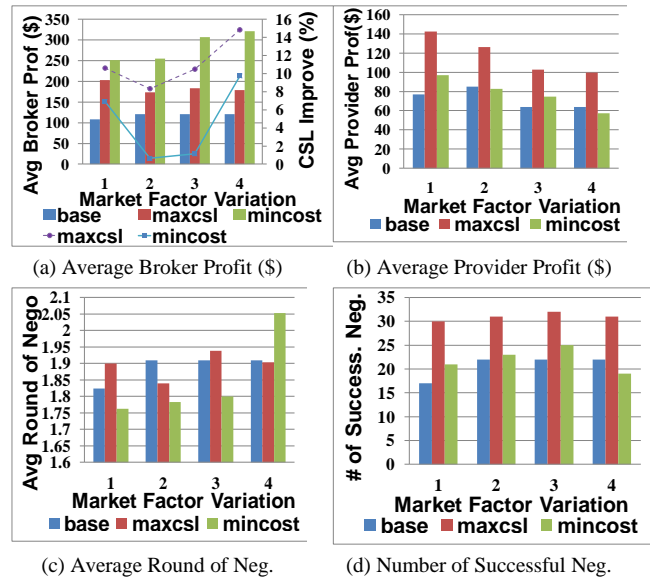 Avg Broker Prof ($)
350
300
250
200
150
100
50
0
16
14
12
10
8
6
4
2
0
CSL Improve (%)
1 2 3 4
Market Factor Variation
base maxcsl mincost
maxcsl mincost
(a) Average Broker Profit ($)
Avg Provider Prof($)
160
140
120
100
80
60
40
20
0
1 2 3 4
Market Factor Variation
base maxcsl mincost
(b) Average Provider Profit ($)
Avg Round of Nego
2.1
2.05
2
1.95
1.9
1.85
1.8
1.75
1.7
1.65
1.6
1 2 3 4
Market Factor Variation
base maxcsl mincost
(c) Average Round of Neg.
# of Success. Neg.
35
30
25
20
15
10
5
0
1 2 3 4
Market Factor Variation
base maxcsl mincost
(d) Number of Successful Neg.